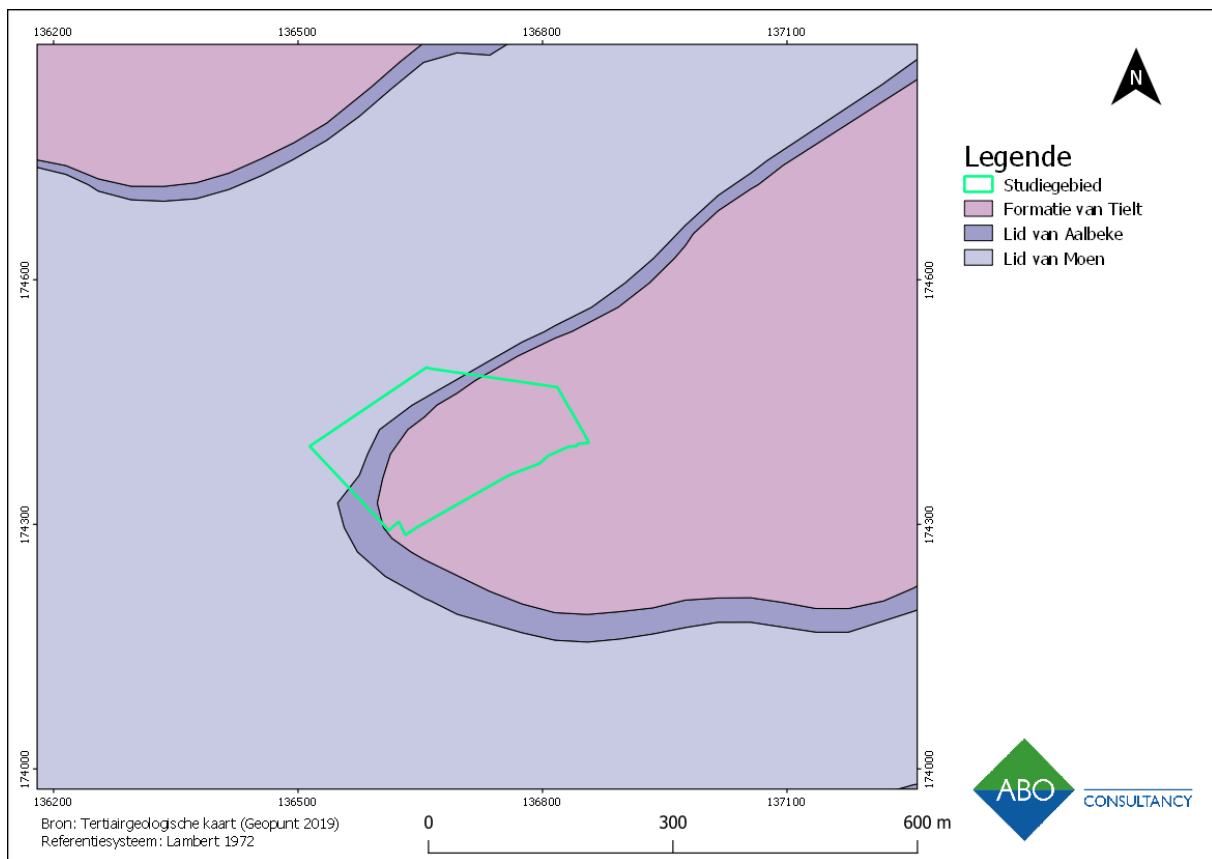 136200 136500 136800 137100
N
174600 174600
174300 174300
174000 174000
136200 136500 136800 137100
Legende
Studiegebied
Formatie van Tielt
Lid van Aalbeke
Lid van Moen
Bron: Tertiairgeologische kaart (Geopunt 2019)
Referentiesysteem: Lambert 1972
0 300 600 m
ABO CONSULTANCY